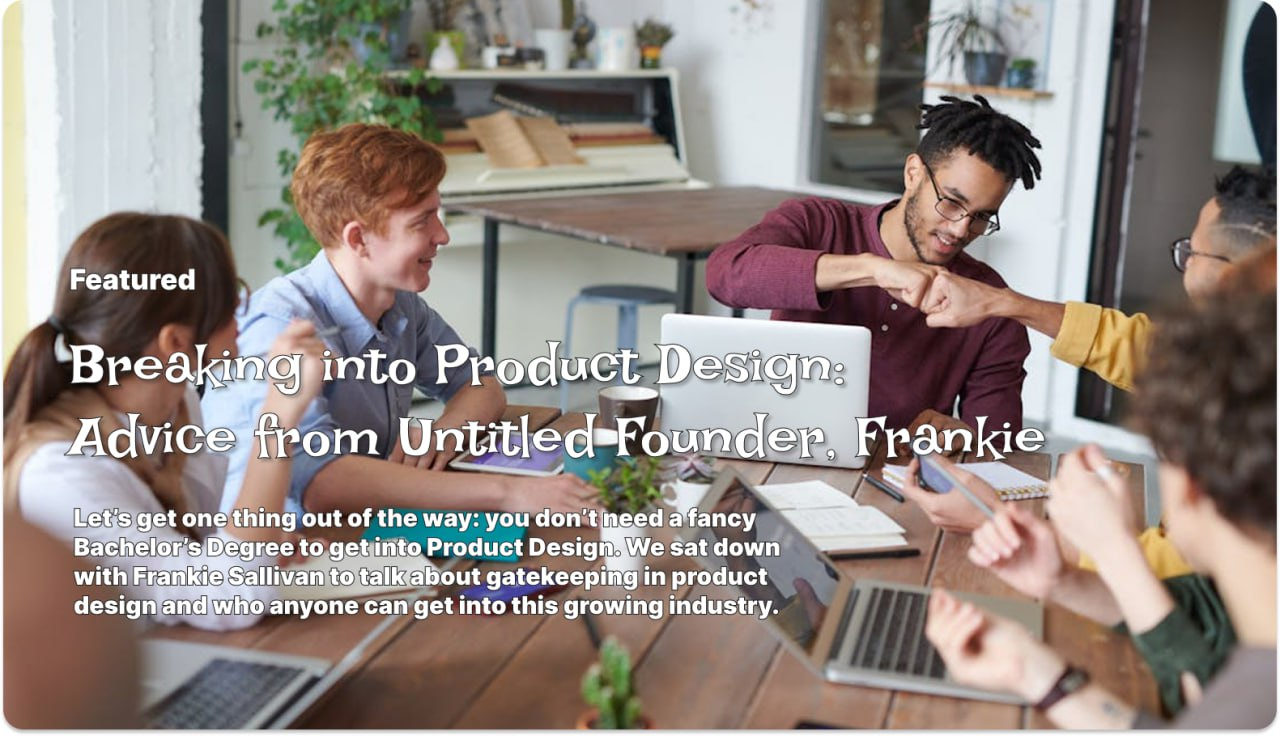 Featured
Breaking into Product Design:
Advice from Untitled Founder, Frankie
Let's get one thing out of the way: you don't need a fancy
Bachelor's Degree to get into Product Design. We sat down
with Frankie Sallivan to talk about gatekeeping in product
design and who anyone can get into this growing industry.